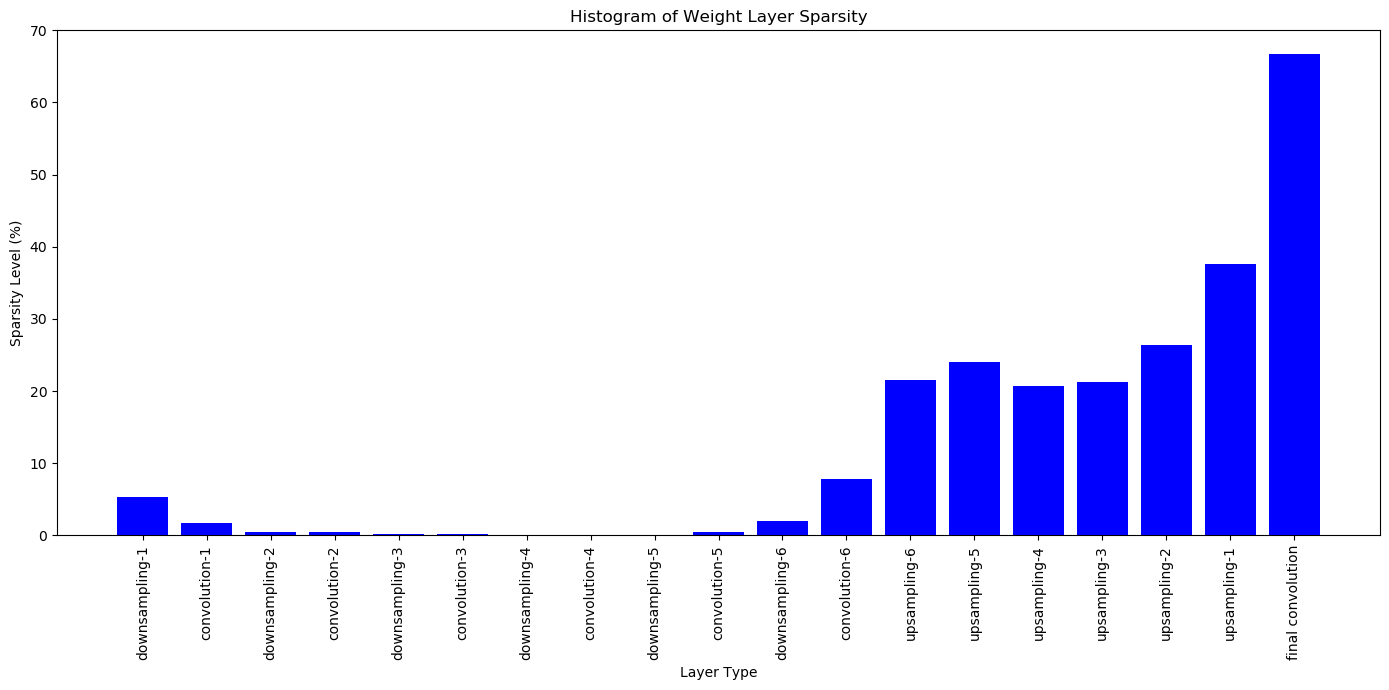 Histogram of Weight Layer Sparsity
Sparsity Level (%)
70
60
50
40
30
20
10
0
downsampling-1
convolution-1
downsampling-2
convolution-2
downsampling-3
convolution-3
downsampling-4
convolution-4
downsampling-5
convolution-5
downsampling-6
convolution-6
upsampling-6
upsampling-5
upsampling-4
upsampling-3
upsampling-2
upsampling-1
final convolution
Layer Type